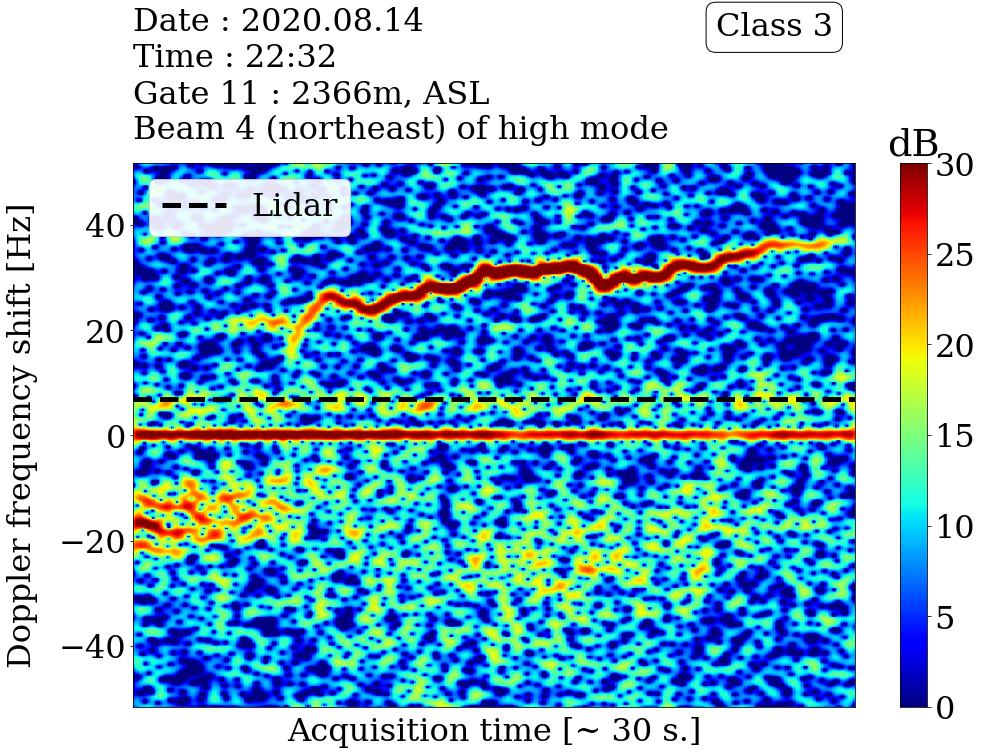 Date : 2020.08.14
Time : 22:32
Gate 11 : 2366m, ASL
Beam 4 (northeast) of high mode
Class 3
dB
Lidar
Doppler frequency shift [Hz]
40
20
0
−20
−40
Acquisition time [~ 30 s.]
30
25
20
15
10
5
0